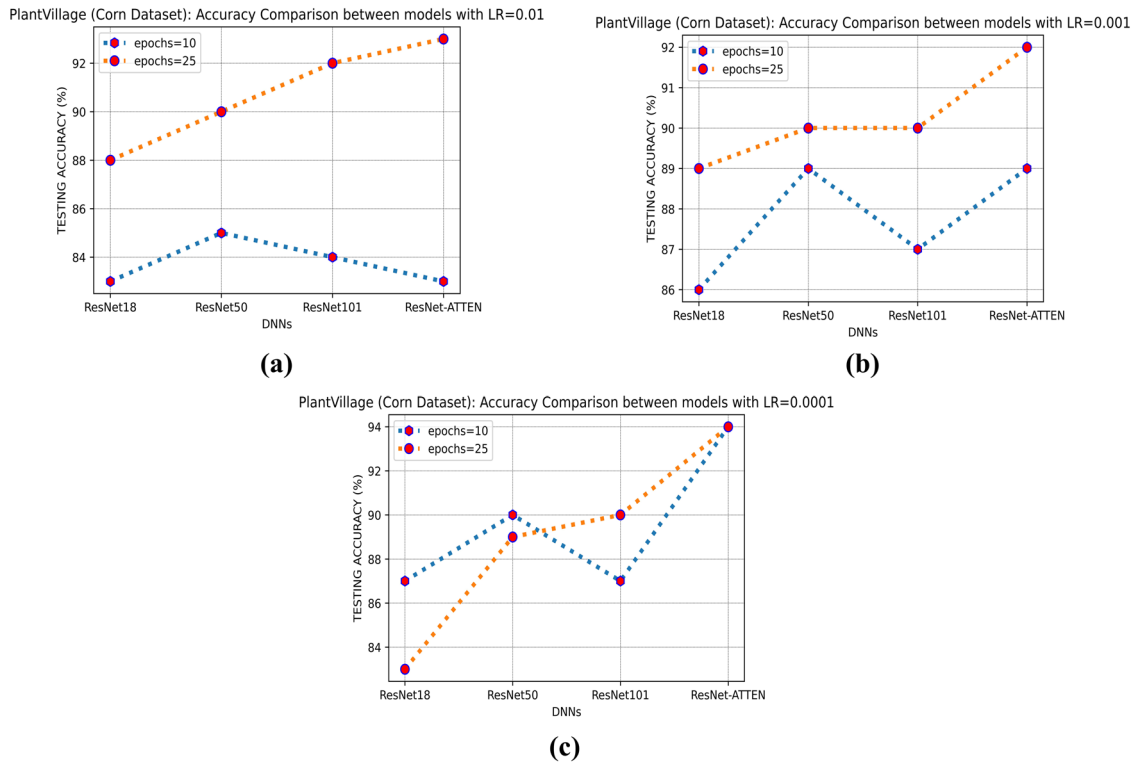 PlantVillage (Corn Dataset): Accuracy Comparison between models with LR=0.01
epochs=10
epochs=25
TESTING ACCURACY (%)
92
90
88
86
84
ResNet18 ResNet50 ResNet101 ResNet-ATTEN
DNNs
(a)
PlantVillage (Corn Dataset): Accuracy Comparison between models with LR=0.001
epochs=10
epochs=25
TESTING ACCURACY (%)
92
91
90
89
88
87
86
ResNet18 ResNet50 ResNet101 ResNet-ATTEN
DNNs
(b)
PlantVillage (Corn Dataset): Accuracy Comparison between models with LR=0.0001
epochs=10
epochs=25
TESTING ACCURACY (%)
94
92
90
88
86
84
ResNet18 ResNet50 ResNet101 ResNet-ATTEN
DNNs
(c)